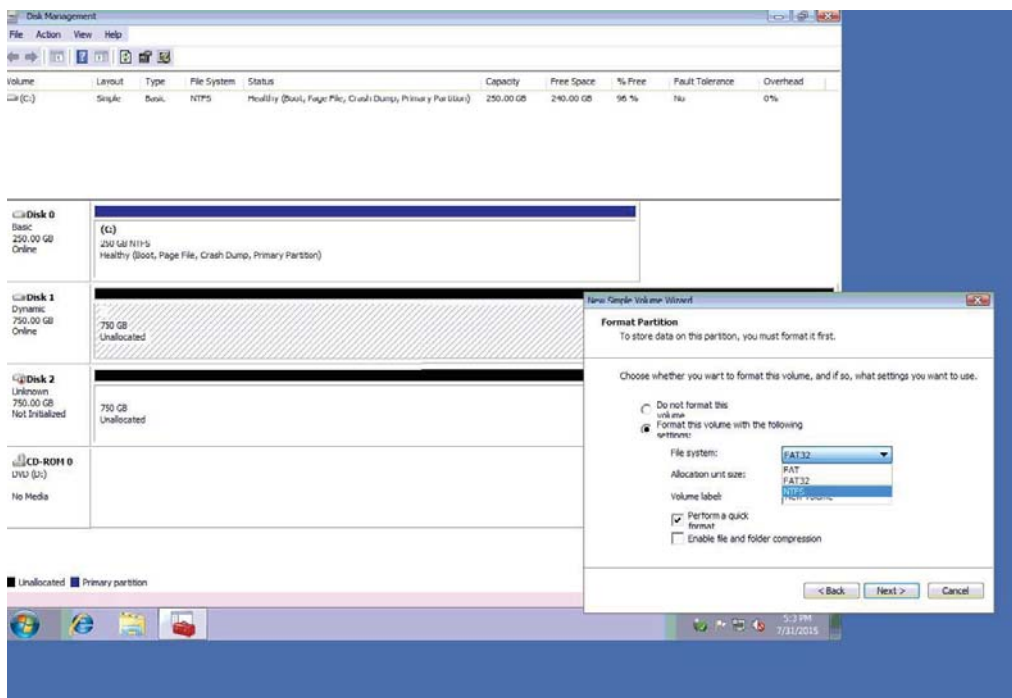 Disk Management
File Action View Help
Volume Layout Type File System Status Capacity Free Space % Free Fault Tolerance Overhead
(C:) Simple Basic NTFS Healthy (Boot, Page File, Crash Dump, Primary Partition) 250.00 GB 240.00 GB 96 % No 0%
Disk 0
Basic
250.00 GB
Online
(C:)
250 GB NTFS
Healthy (Boot, Page File, Crash Dump, Primary Partition)
Disk 1
Dynamic
750.00 GB
Online
750 GB
Unallocated
Disk 2
Unknown
750.00 GB
Not Initialized
750 GB
Unallocated
CD-ROM 0
DVD (D:)
No Media
Unallocated Primary partition
New Simple Volume Wizard
Format Partition
To store data on this partition, you must format it first.
Choose whether you want to format this volume, and if so, what settings you want to use.
Do not format this
volume
Format this volume with the following
settings:
File system: FAT32
FAT
Allocation unit size: FAT32
NTFS
Volume label: New Volume
Perform a quick
format
Enable file and folder compression
< Back Next > Cancel
5:3 PM
7/31/2015